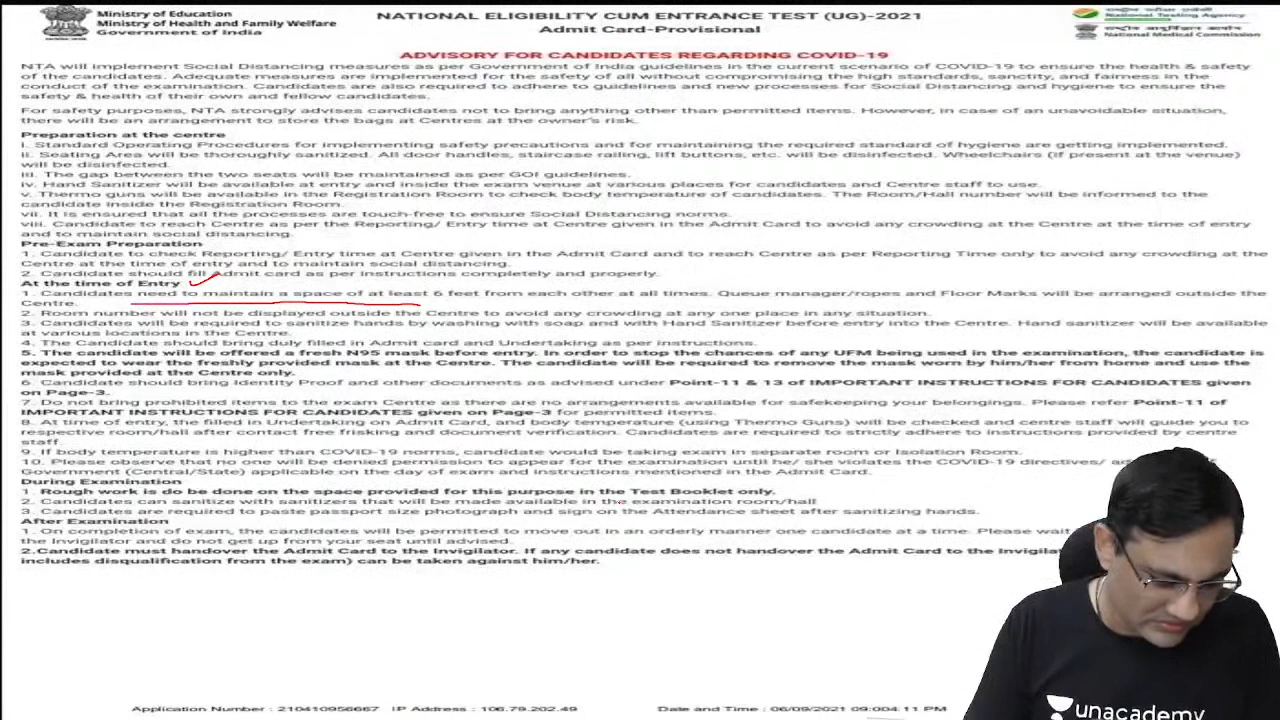 Ministry of Education
Ministry of Health and Family Welfare
Government of India
NATIONAL ELIGIBILITY CUM ENTRANCE TEST (UG)-2021
Admit Card-Provisional
National Testing Agency
National Medical Commission
ADVISORY FOR CANDIDATES REGARDING COVID-19
NTA will implement Social Distancing measures as per Government of India guidelines in the current scenario of COVID-19 to ensure the health & safety
of the candidates. Adequate measures are implemented for the safety of all without compromising the high standards, sanctity, and fairness in the
conduct of the examination. Candidates are also required to adhere to guidelines and new processes for Social Distancing and hygiene to ensure the
safety & health of their own and fellow candidates.
For safety purposes, NTA strongly advises candidates not to bring anything other than permitted items. However, in case of an unavoidable situation,
there will be an arrangement to store the bags at Centres at the owner's risk.
Preparation at the centre
i. Standard Operating Procedures for implementing safety precautions and for maintaining the required standard of hygiene are getting implemented.
ii. Seating Area will be thoroughly sanitized. All door handles, staircase railing, lift buttons, etc. will be disinfected. Wheelchairs (if present at the venue)
will be disinfected.
iii. The gap between the two seats will be maintained as per GOI guidelines.
iv. Hand Sanitizer will be available at entry and inside the exam venue at various places for candidates and Centre staff to use.
v. Thermo guns will be available in the Registration Room to check body temperature of candidates. The Room/Hall number will be informed to the
candidate inside the Registration Room.
vii. It is ensured that all the processes are touch-free to ensure Social Distancing norms.
viii. Candidate to reach Centre as per the Reporting/ Entry time at Centre given in the Admit Card to avoid any crowding at the Centre at the time of entry
and to maintain social distancing.
Pre-Exam Preparation
1. Candidate to check Reporting/ Entry time at Centre given in the Admit Card and to reach Centre as per Reporting Time only to avoid any crowding at the
Centre at the time of entry and to maintain social distancing.
2. Candidate should fill Admit card as per instructions completely and properly.
At the time of Entry
1. Candidates need to maintain a space of at least 6 feet from each other at all times. Queue manager/ropes and Floor Marks will be arranged outside the
Centre.
2. Room number will not be displayed outside the Centre to avoid any crowding at any one place in any situation.
3. Candidates will be required to sanitize hands by washing with soap and with Hand Sanitizer before entry into the Centre. Hand sanitizer will be available
at various locations in the Centre.
4. The Candidate should bring duly filled in Admit card and Undertaking as per instructions.
5. The candidate will be offered a fresh N95 mask before entry. In order to stop the chances of any UFM being used in the examination, the candidate is
expected to wear the freshly provided mask at the Centre. The candidate will be required to remove the mask worn by him/her from home and use the
mask provided at the Centre only.
6. Candidate should bring Identity Proof and other documents as advised under Point-11 & 13 of IMPORTANT INSTRUCTIONS FOR CANDIDATES given
on Page-3.
7. Do not bring prohibited items to the exam Centre as there are no arrangements available for safekeeping your belongings. Please refer Point-11 of
IMPORTANT INSTRUCTIONS FOR CANDIDATES given on Page-3 for permitted items.
8. At time of entry, the filled in Undertaking on Admit Card, and body temperature (using Thermo Guns) will be checked and centre staff will guide you to
respective room/hall after contact free frisking and document verification. Candidates are required to strictly adhere to instructions provided by centre
staff.
9. If body temperature is higher than COVID-19 norms, candidate would be taking exam in separate room or Isolation Room.
10. Please observe that no one will be denied permission to appear for the examination until he/ she violates the COVID-19 directives/
Government (Central/State) applicable on the day of exam and instructions mentioned in the Admit Card.
During Examination
1. Rough work is do be done on the space provided for this purpose in the Test Booklet only.
2. Candidates can sanitize with sanitizers that will be made available in the examination room/hall
3. Candidates are required to paste passport size photograph and sign on the Attendance sheet after sanitizing hands.
After Examination
1. On completion of exam, the candidates will be permitted to move out in an orderly manner one candidate at a time. Please wait
the Invigilator and do not get up from your seat until advised.
2.Candidate must handover the Admit Card to the Invigilator. If any candidate does not handover the Admit Card to the
includes disqualification from the exam) can be taken against him/her.
Application Number : 210410956667 IP Address : 106.79.202.49 Date and Time : 06/09/2021 09:004:11 PM
unacademy